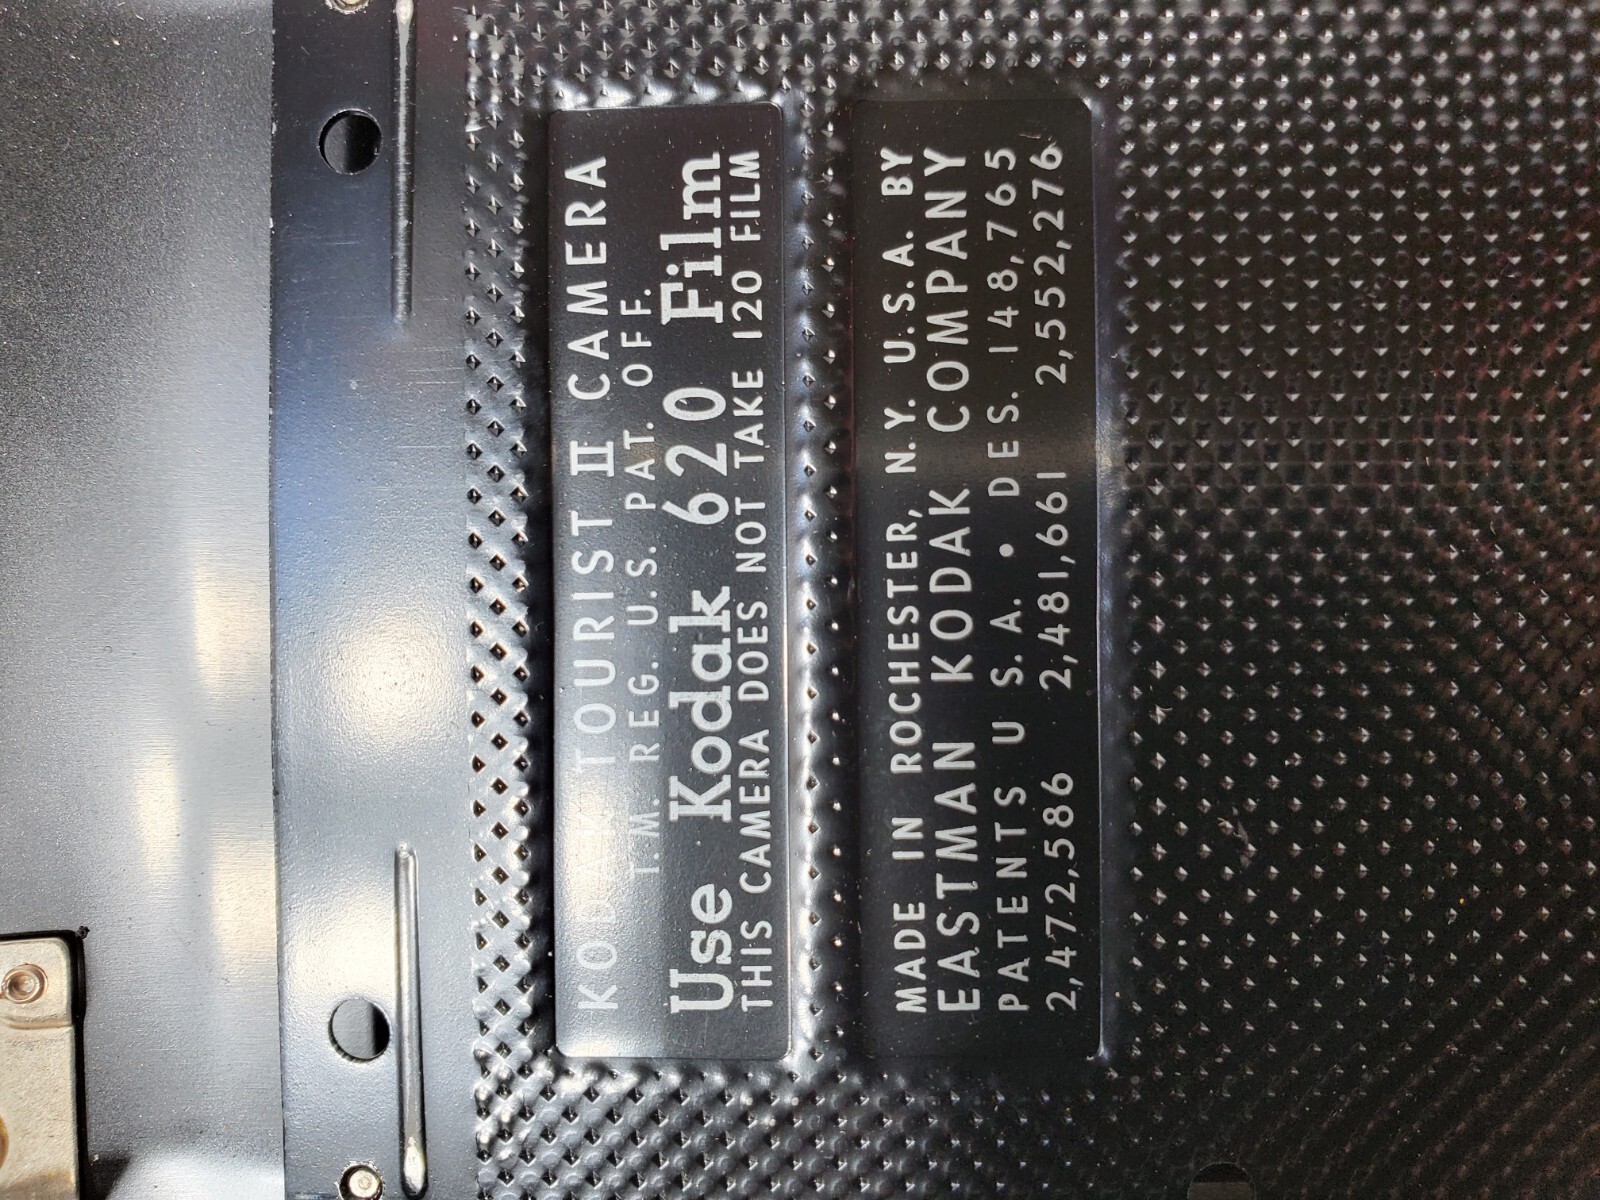 KODAK TOURIST II CAMERA
T.M. REG. U.S. PAT. OFF.
Use Kodak 620 Film
THIS CAMERA DOES NOT TAKE 120 FILM
MADE IN ROCHESTER, N.Y. U.S.A. BY
EASTMAN KODAK COMPANY
PATENTS U S.A. • DES. 148,765
2,472,586 2,481,661 2,552,276